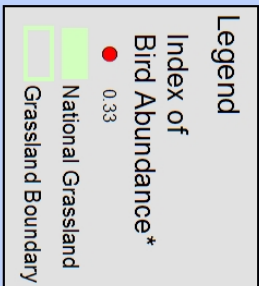 Legend
Index of
Bird Abundance*
0.33
National Grassland
Grassland Boundary